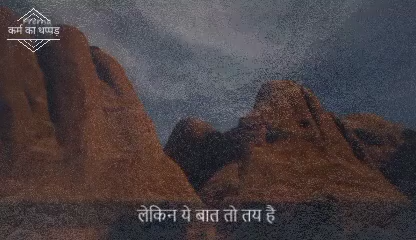 कर्म का थप्पड़
लेकिन ये बात तो तय है